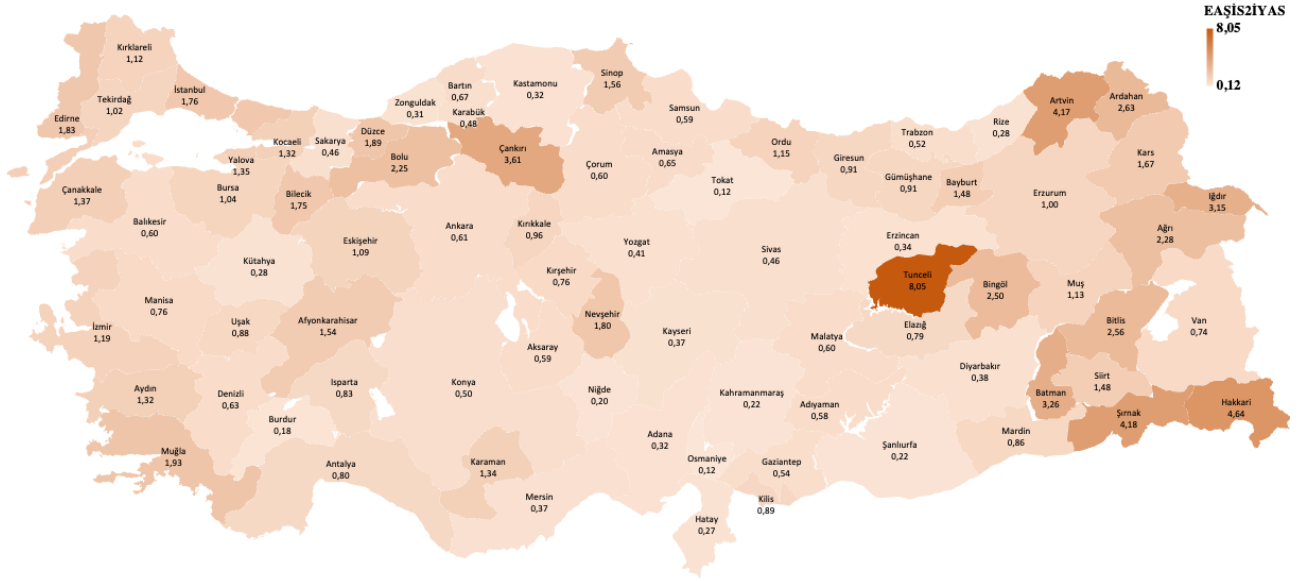 EAŞİS2İYAS
8,05
0,12
Kırklareli
1,12
Tekirdağ
1,02
İstanbul
1,76
Edirne
1,83
Kocaeli
1,32
Sakarya
0,46
Düzce
1,89
Bolu
2,25
Zonguldak
0,31
Bartın
0,67
Karabük
0,48
Kastamonu
0,32
Sinop
1,56
Çankırı
3,61
Samsun
0,59
Amasya
0,65
Çorum
0,60
Tokat
0,12
Ordu
1,15
Giresun
0,91
Trabzon
0,52
Gümüşhane
0,91
Rize
0,28
Bayburt
1,48
Artvin
4,17
Ardahan
2,63
Kars
1,67
Iğdır
3,15
Ağrı
2,28
Erzurum
1,00
Erzincan
0,34
Çanakkale
1,37
Yalova
1,35
Bursa
1,04
Bilecik
1,75
Balıkesir
0,60
Kütahya
0,28
Eskişehir
1,09
Ankara
0,61
Kırıkkale
0,96
Kırşehir
0,76
Yozgat
0,41
Sivas
0,46
Tunceli
8,05
Bingöl
2,50
Muş
1,13
Bitlis
2,56
Van
0,74
Elazığ
0,79
Malatya
0,60
Manisa
0,76
İzmir
1,19
Uşak
0,88
Afyonkarahisar
1,54
Nevşehir
1,80
Kayseri
0,37
Aksaray
0,59
Aydın
1,32
Denizli
0,63
Isparta
0,83
Burdur
0,18
Konya
0,50
Niğde
0,20
Kahramanmaraş
0,22
Adıyaman
0,58
Diyarbakır
0,38
Batman
3,26
Siirt
1,48
Şırnak
4,18
Hakkari
4,64
Mardin
0,86
Şanlıurfa
0,22
Muğla
1,93
Antalya
0,80
Karaman
1,34
Mersin
0,37
Adana
0,32
Osmaniye
0,12
Gaziantep
0,54
Kilis
0,89
Hatay
0,27